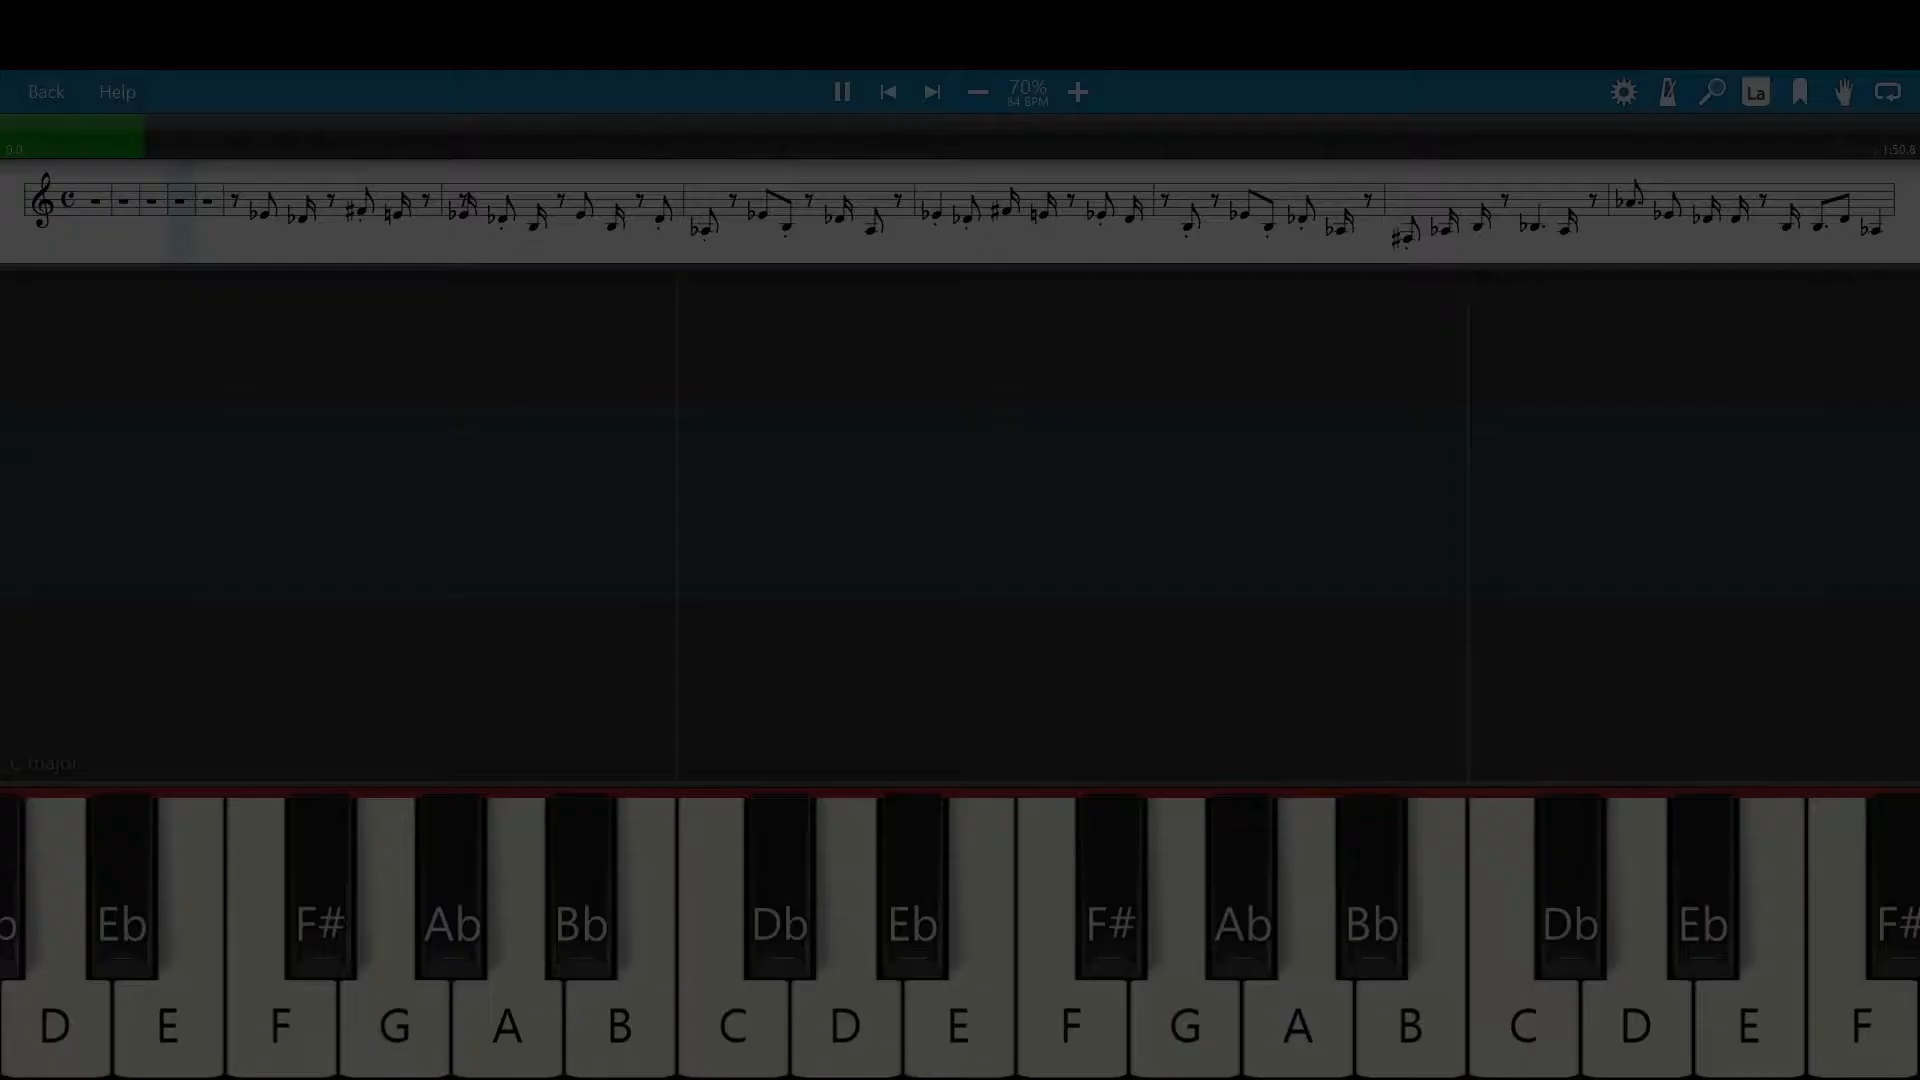 Back Help 70% La
84 BPM
0.0 1:50.8
C major
b Eb F# Ab Bb Db Eb F# Ab Bb Db Eb F#
D E F G A B C D E F G A B C D E F